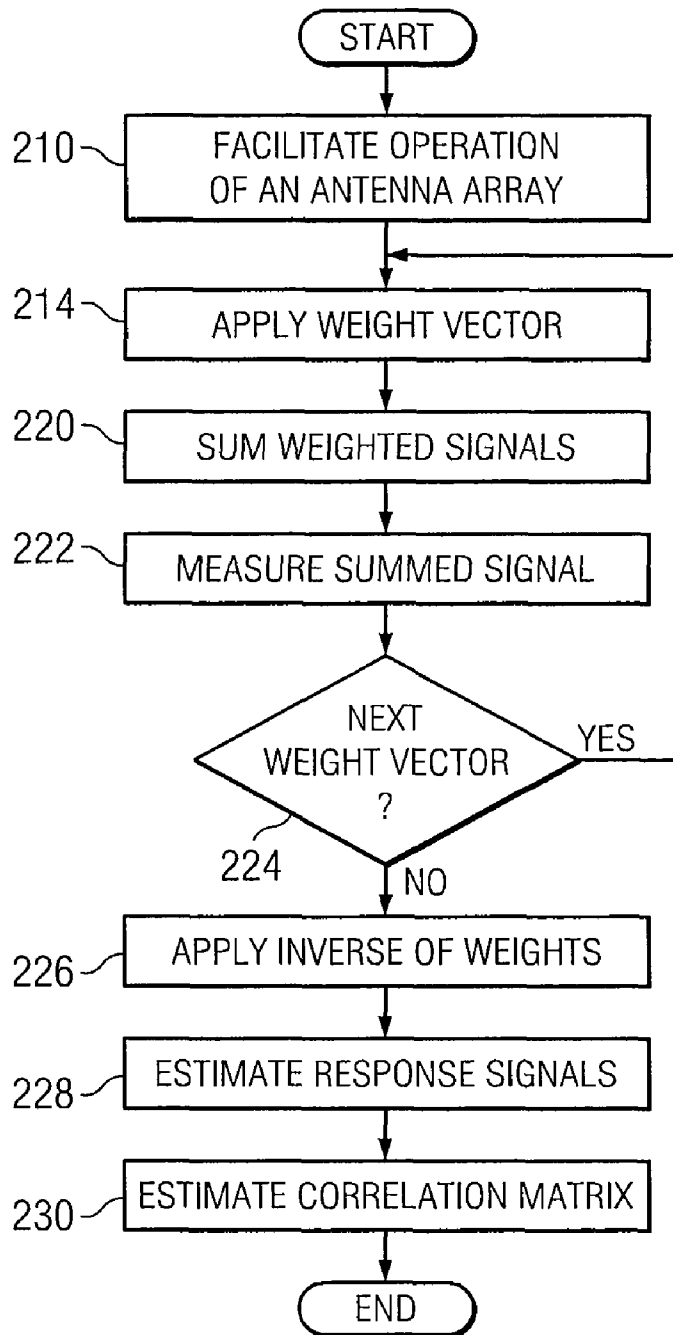 START
210
FACILITATE OPERATION
OF AN ANTENNA ARRAY
214
APPLY WEIGHT VECTOR
220
SUM WEIGHTED SIGNALS
222
MEASURE SUMMED SIGNAL
NEXT
WEIGHT VECTOR
?
YES
224
NO
226
APPLY INVERSE OF WEIGHTS
228
ESTIMATE RESPONSE SIGNALS
230
ESTIMATE CORRELATION MATRIX
END